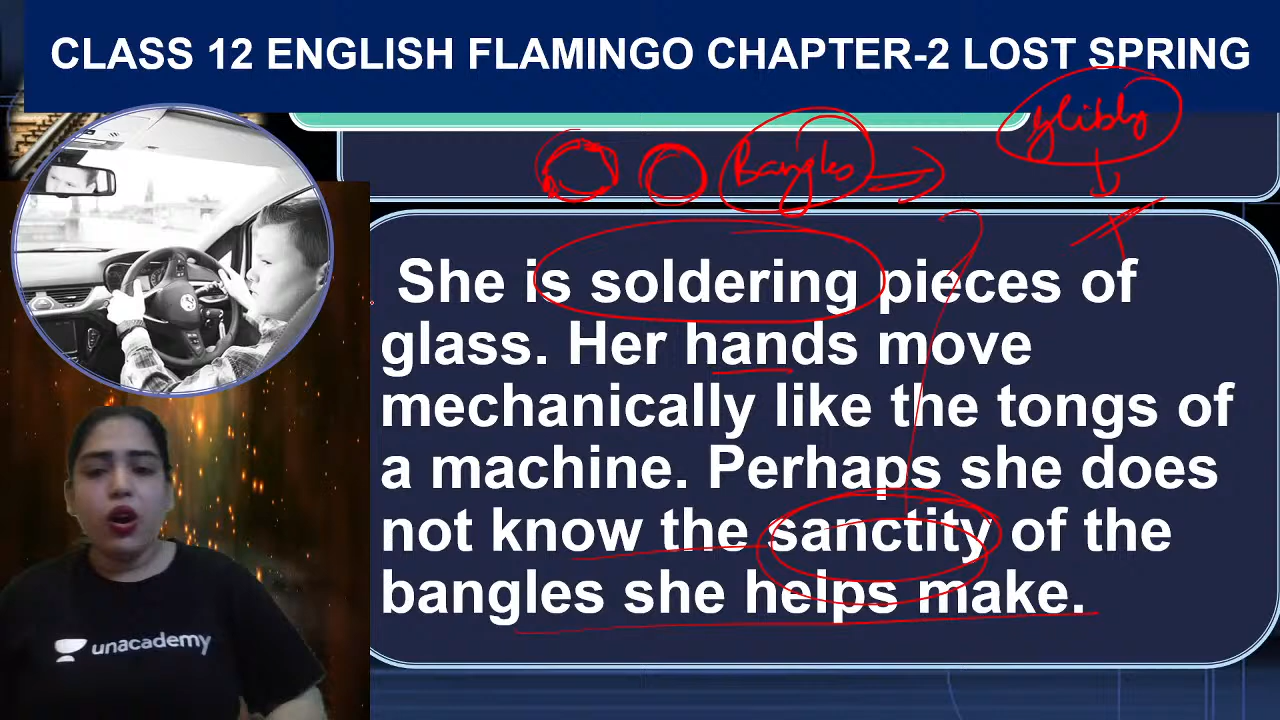 CLASS 12 ENGLISH FLAMINGO CHAPTER-2 LOST SPRING
glibly
Bangles
She is soldering pieces of
glass. Her hands move
mechanically like the tongs of
a machine. Perhaps she does
not know the sanctity of the
bangles she helps make.
unacademy